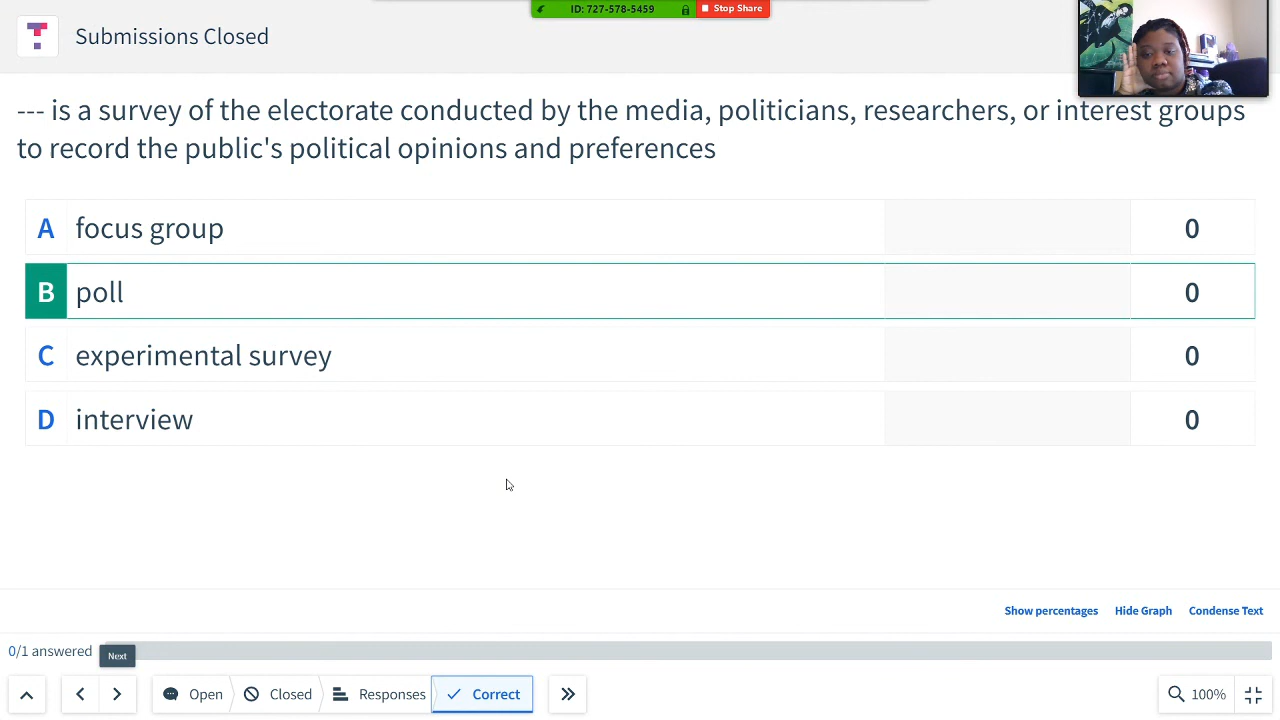 ID: 727-578-5459 Stop Share
Submissions Closed
--- is a survey of the electorate conducted by the media, politicians, researchers, or interest groups
to record the public's political opinions and preferences
A focus group 0
B poll 0
C experimental survey 0
D interview 0
Show percentages Hide Graph Condense Text
0/1 answered Next
Open Closed Responses Correct 100%